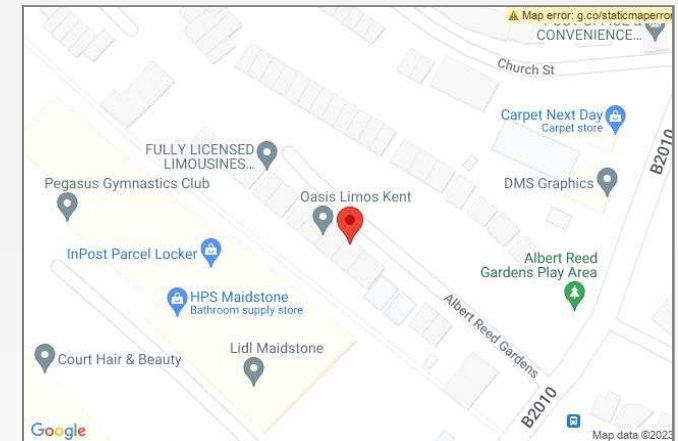 Map error: g.co/staticmaperror
POST OFFICE &
CONVENIENCE...
Church St
Carpet Next Day
Carpet store
B2010
FULLY LICENSED
LIMOUSINES...
Pegasus Gymnastics Club
Oasis Limos Kent
DMS Graphics
InPost Parcel Locker
Albert Reed
Gardens Play Area
HPS Maidstone
Bathroom supply store
Albert Reed Gardens
Lidl Maidstone
Court Hair & Beauty
B2010
Google
Map data ©2023